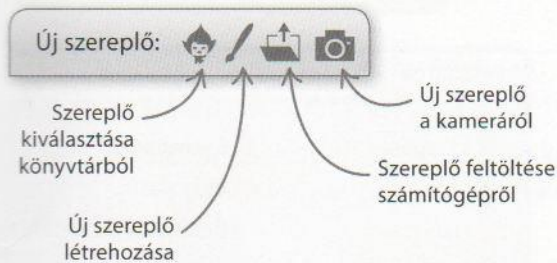 Új szereplő:
Szereplő
kiválasztása
könyvtárból
Új szereplő
létrehozása
Új szereplő
a kameráról
Szereplő feltöltése
számítógépről